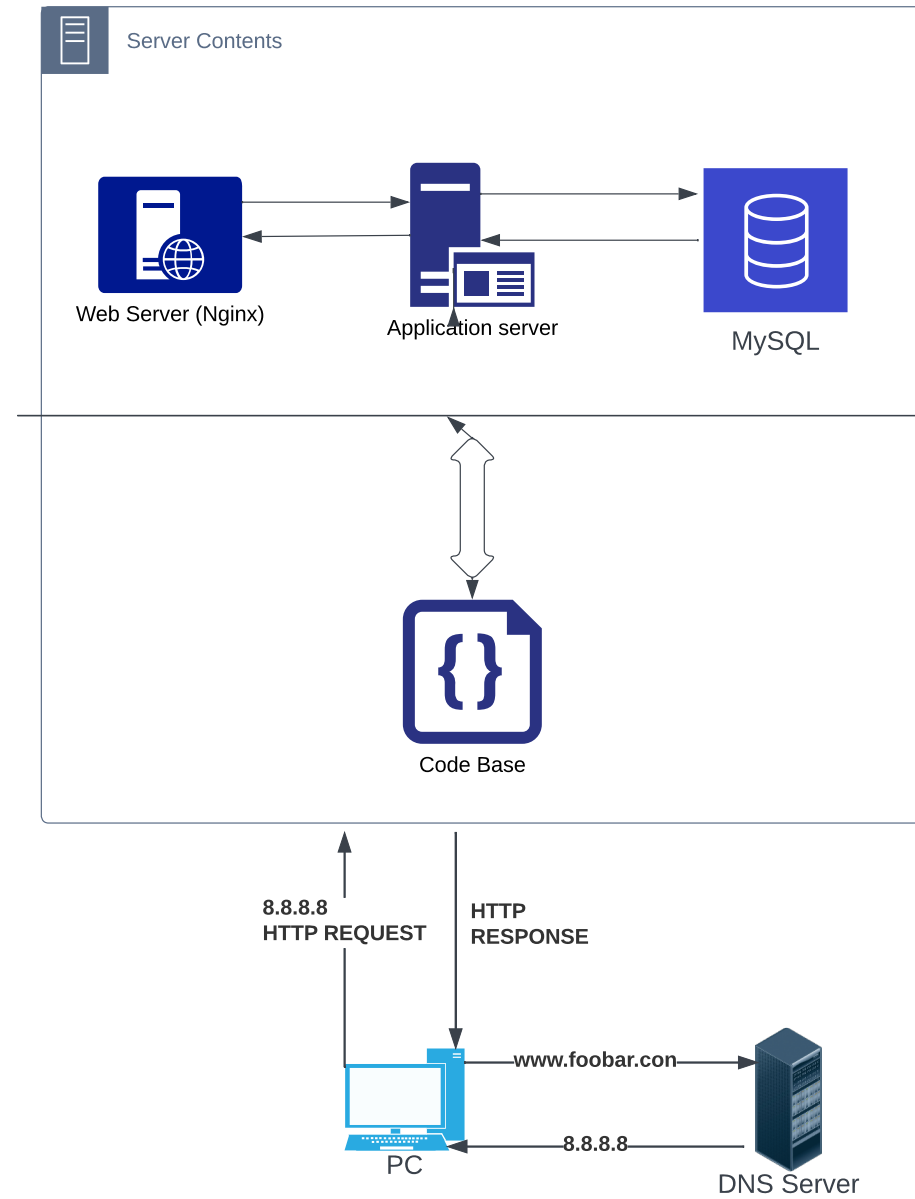 Server Contents
Web Server (Nginx)
Application server
MySQL
Code Base
8.8.8.8
HTTP REQUEST
HTTP
RESPONSE
www.foobar.con
8.8.8.8
PC
DNS Server